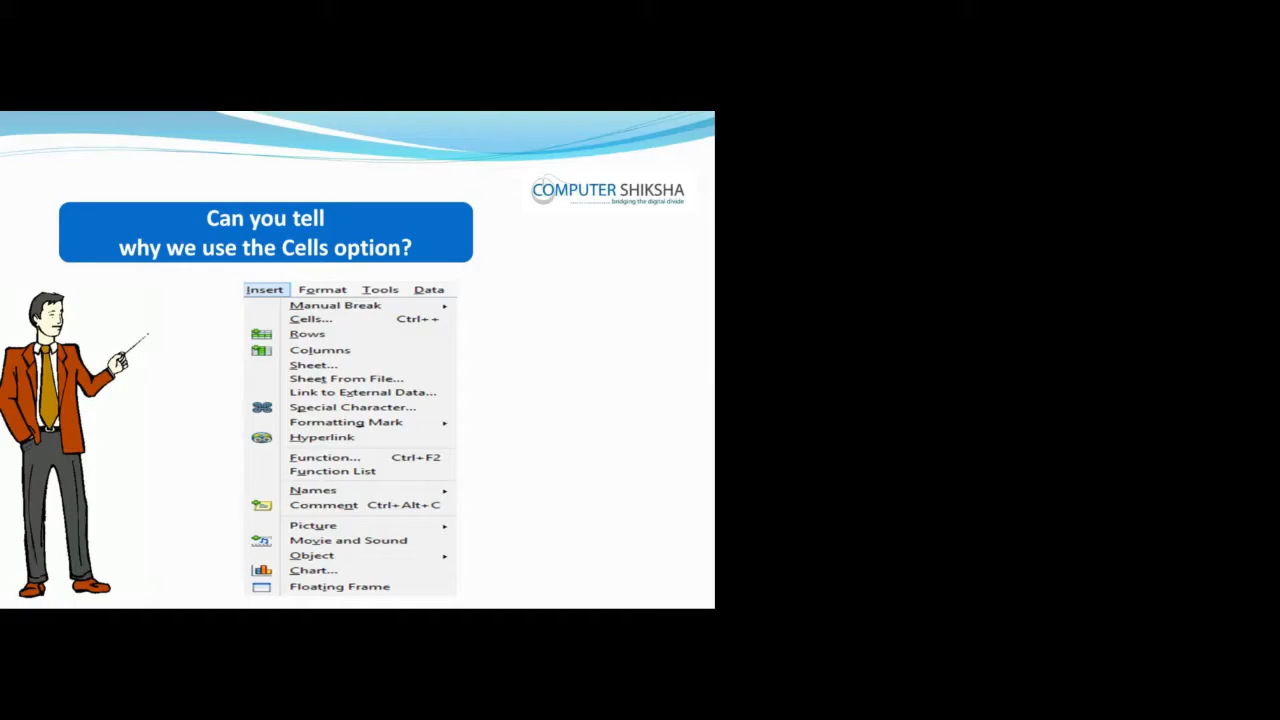 COMPUTER SHIKSHA
bridging the digital divide
Can you tell
why we use the Cells option?
Insert Format Tools Data
Manual Break
Cells... Ctrl++
Rows
Columns
Sheet...
Sheet From File...
Link to External Data...
Special Character...
Formatting Mark
Hyperlink
Function... Ctrl+F2
Function List
Names
Comment Ctrl+Alt+C
Picture
Movie and Sound
Object
Chart...
Floating Frame